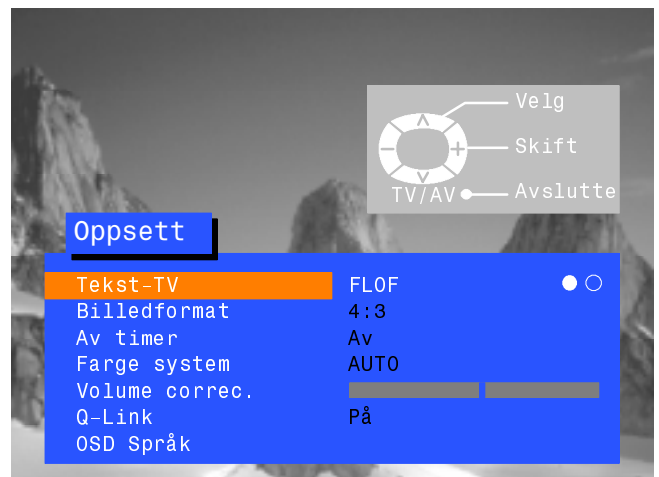 Velg
Skift
TV/AV Avslutte
Oppsett
Tekst-TV FLOF
Billedformat 4:3
Av timer Av
Farge system AUTO
Volume correc.
Q-Link På
OSD Språk